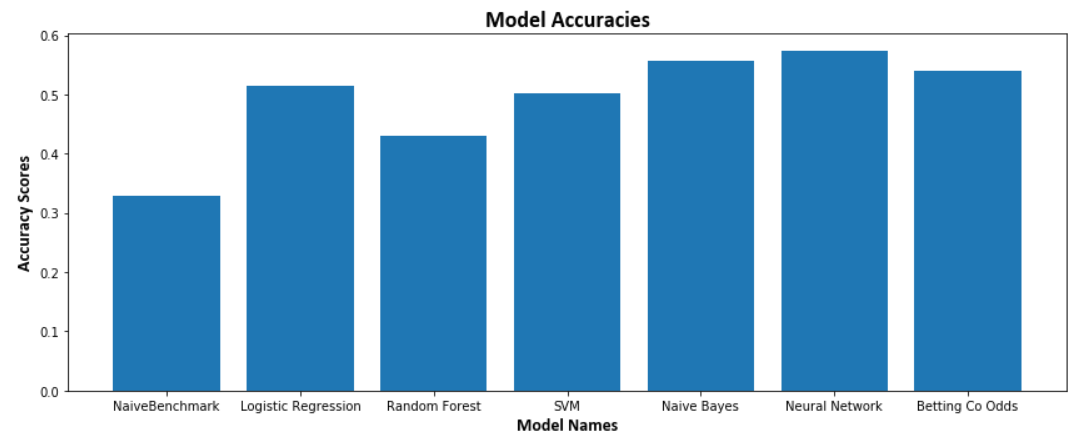 Model Accuracies
0.6
0.5
0.4
0.3
0.2
0.1
0.0
Accuracy Scores
NaiveBenchmark Logistic Regression Random Forest SVM Naive Bayes Neural Network Betting Co Odds
Model Names